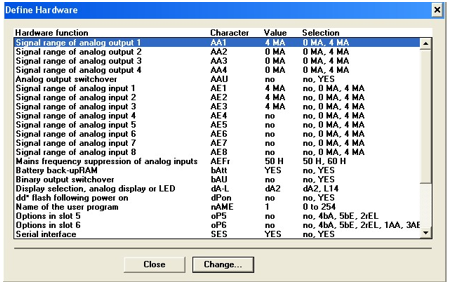 Define Hardware
Hardware function Character Value Selection
Signal range of analog output 1 AA1 4 MA 0 MA, 4 MA
Signal range of analog output 2 AA2 0 MA 0 MA, 4 MA
Signal range of analog output 3 AA3 0 MA 0 MA, 4 MA
Signal range of analog output 4 AA4 0 MA 0 MA, 4 MA
Analog output switchover AAU no no, YES
Signal range of analog input 1 AE1 4 MA no, 0 MA, 4 MA
Signal range of analog input 2 AE2 4 MA no, 0 MA, 4 MA
Signal range of analog input 3 AE3 4 MA no, 0 MA, 4 MA
Signal range of analog input 4 AE4 no no, 0 MA, 4 MA
Signal range of analog input 5 AE5 no no, 0 MA, 4 MA
Signal range of analog input 6 AE6 no no, 0 MA, 4 MA
Signal range of analog input 7 AE7 no no, 0 MA, 4 MA
Signal range of analog input 8 AE8 no no, 0 MA, 4 MA
Mains frequency suppression of analog inputs AEFr 50 H 50 H, 60 H
Battery back-upRAM bAtt YES no, YES
Binary output switchover bAU no no, YES
Display selection, analog display or LED dA-L dA2 dA2, L14
dd* flash following power on dPon no no, YES
Name of the user program nAME 1 0 to 254
Options in slot 5 oP5 no no, 4bA, 5bE, 2rEL
Options in slot 6 oP6 no no, 4bA, 5bE, 2rEL, 1AA, 3AE
Serial interface SES YES no, YES
Close Change...